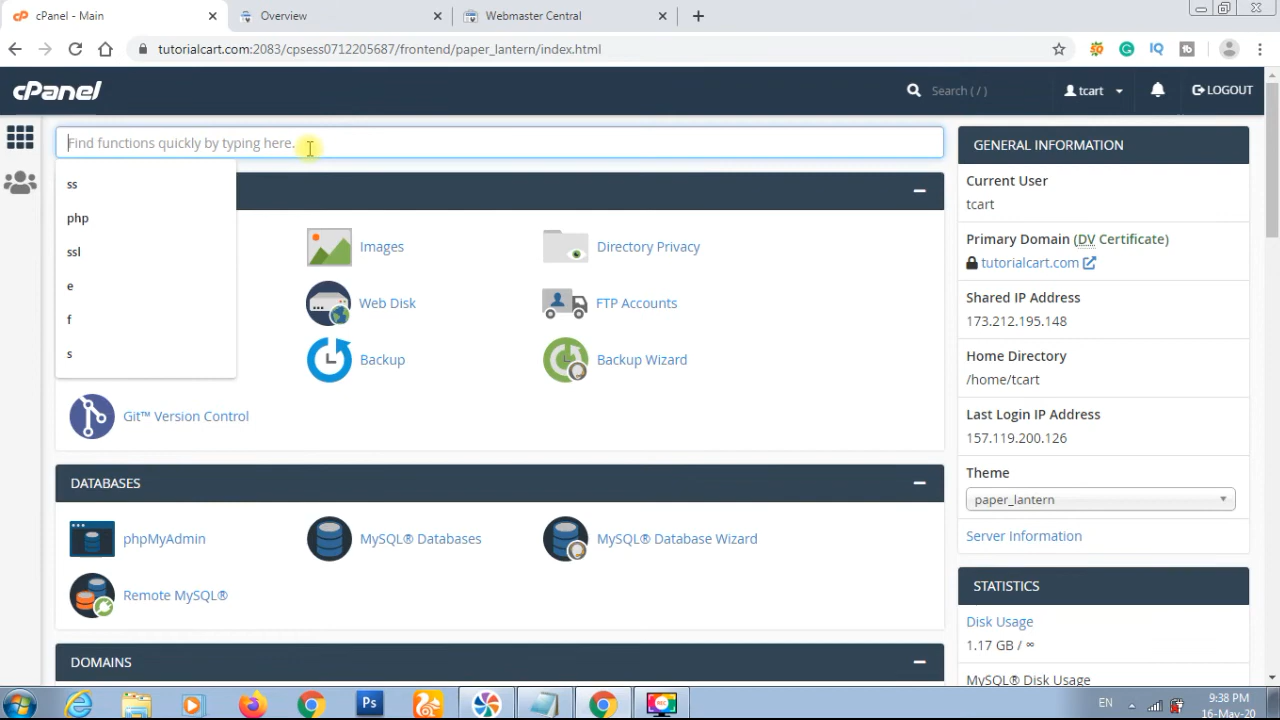 cPanel - Main
Overview
Webmaster Central
tutorialcart.com:2083/cpsess0712205687/frontend/paper_lantern/index.html
cPanel
Search ( / )
tcart
LOGOUT
Find functions quickly by typing here.
ss
php
ssl
e
f
s
Images
Directory Privacy
Web Disk
FTP Accounts
Backup
Backup Wizard
Git™ Version Control
DATABASES
phpMyAdmin
MySQL® Databases
MySQL® Database Wizard
Remote MySQL®
DOMAINS
GENERAL INFORMATION
Current User
tcart
Primary Domain (DV Certificate)
tutorialcart.com
Shared IP Address
173.212.195.148
Home Directory
/home/tcart
Last Login IP Address
157.119.200.126
Theme
paper_lantern
Server Information
STATISTICS
Disk Usage
1.17 GB / ∞
MySQL® Disk Usage
EN
9:38 PM
16-May-20